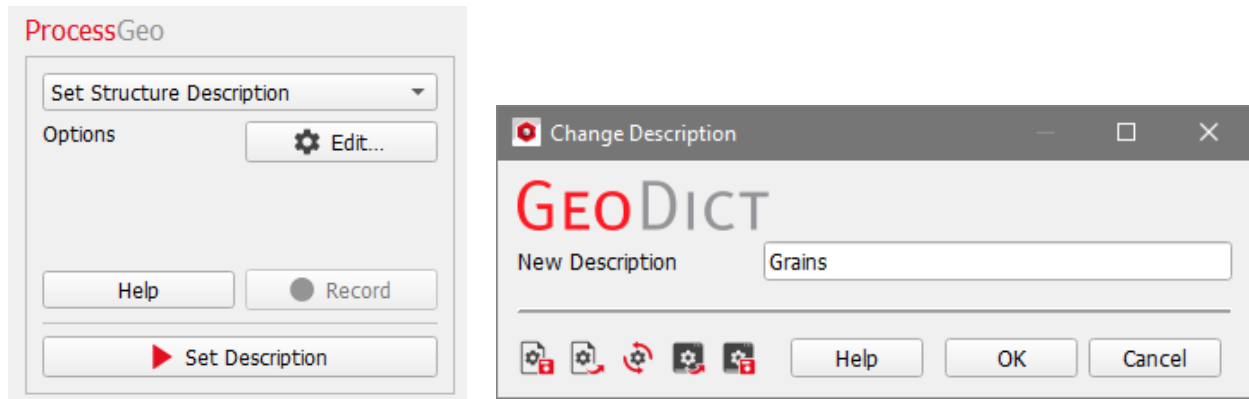 ProcessGeo
Set Structure Description
Options
Edit...
Help
Record
Set Description
Change Description
GEODICT
New Description
Grains
Help
OK
Cancel